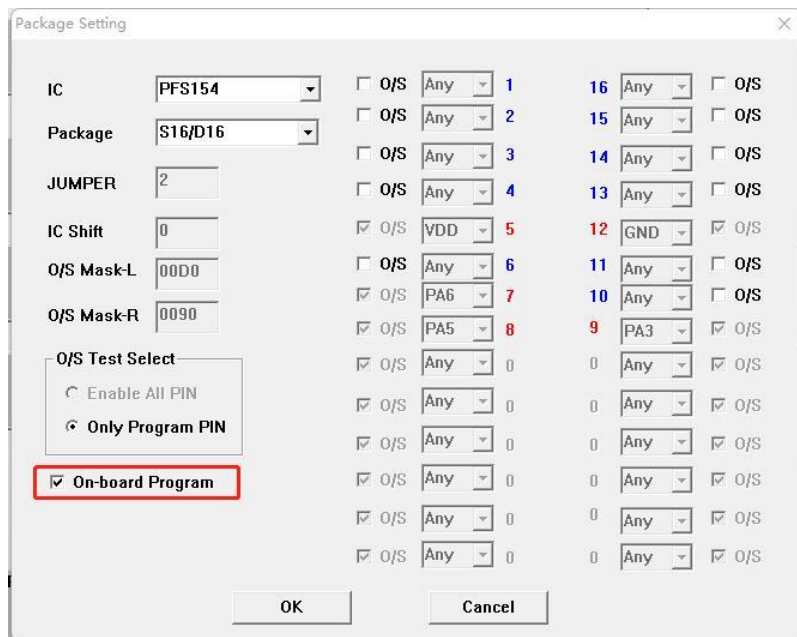 Package Setting
IC PFS154
Package S16/D16
JUMPER 2
IC Shift 0
O/S Mask-L 00D0
O/S Mask-R 0090
O/S Test Select
Enable All PIN
Only Program PIN
On-board Program
O/S Any 1 16 Any O/S
O/S Any 2 15 Any O/S
O/S Any 3 14 Any O/S
O/S Any 4 13 Any O/S
O/S VDD 5 12 GND O/S
O/S Any 6 11 Any O/S
O/S PA6 7 10 Any O/S
O/S PA5 8 9 PA3 O/S
O/S Any 0 0 Any O/S
O/S Any 0 0 Any O/S
O/S Any 0 0 Any O/S
O/S Any 0 0 Any O/S
O/S Any 0 0 Any O/S
O/S Any 0 0 Any O/S
OK Cancel